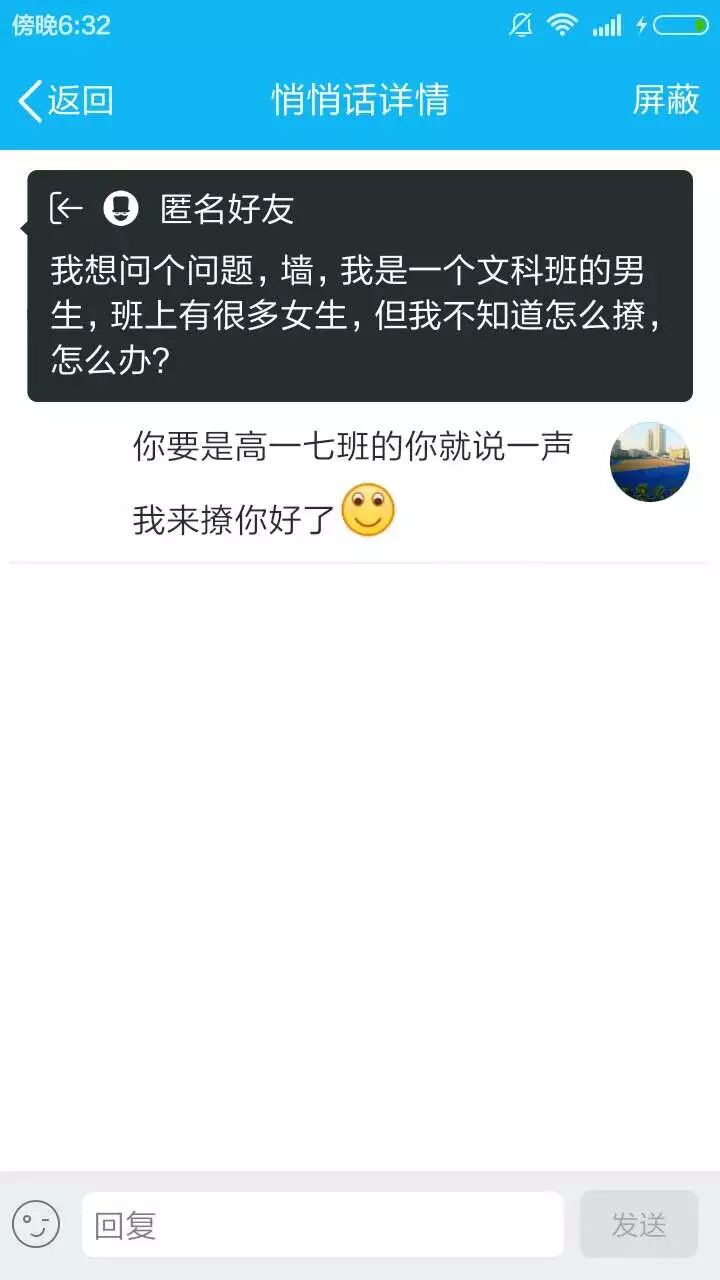 傍晚6:32
返回
悄悄话详情
屏蔽
匿名好友
我想问个问题，墙，我是一个文科班的男
生，班上有很多女生，但我不知道怎么撩，
怎么办？
你要是高一七班的你就说一声
我来撩你好了
回复
发送